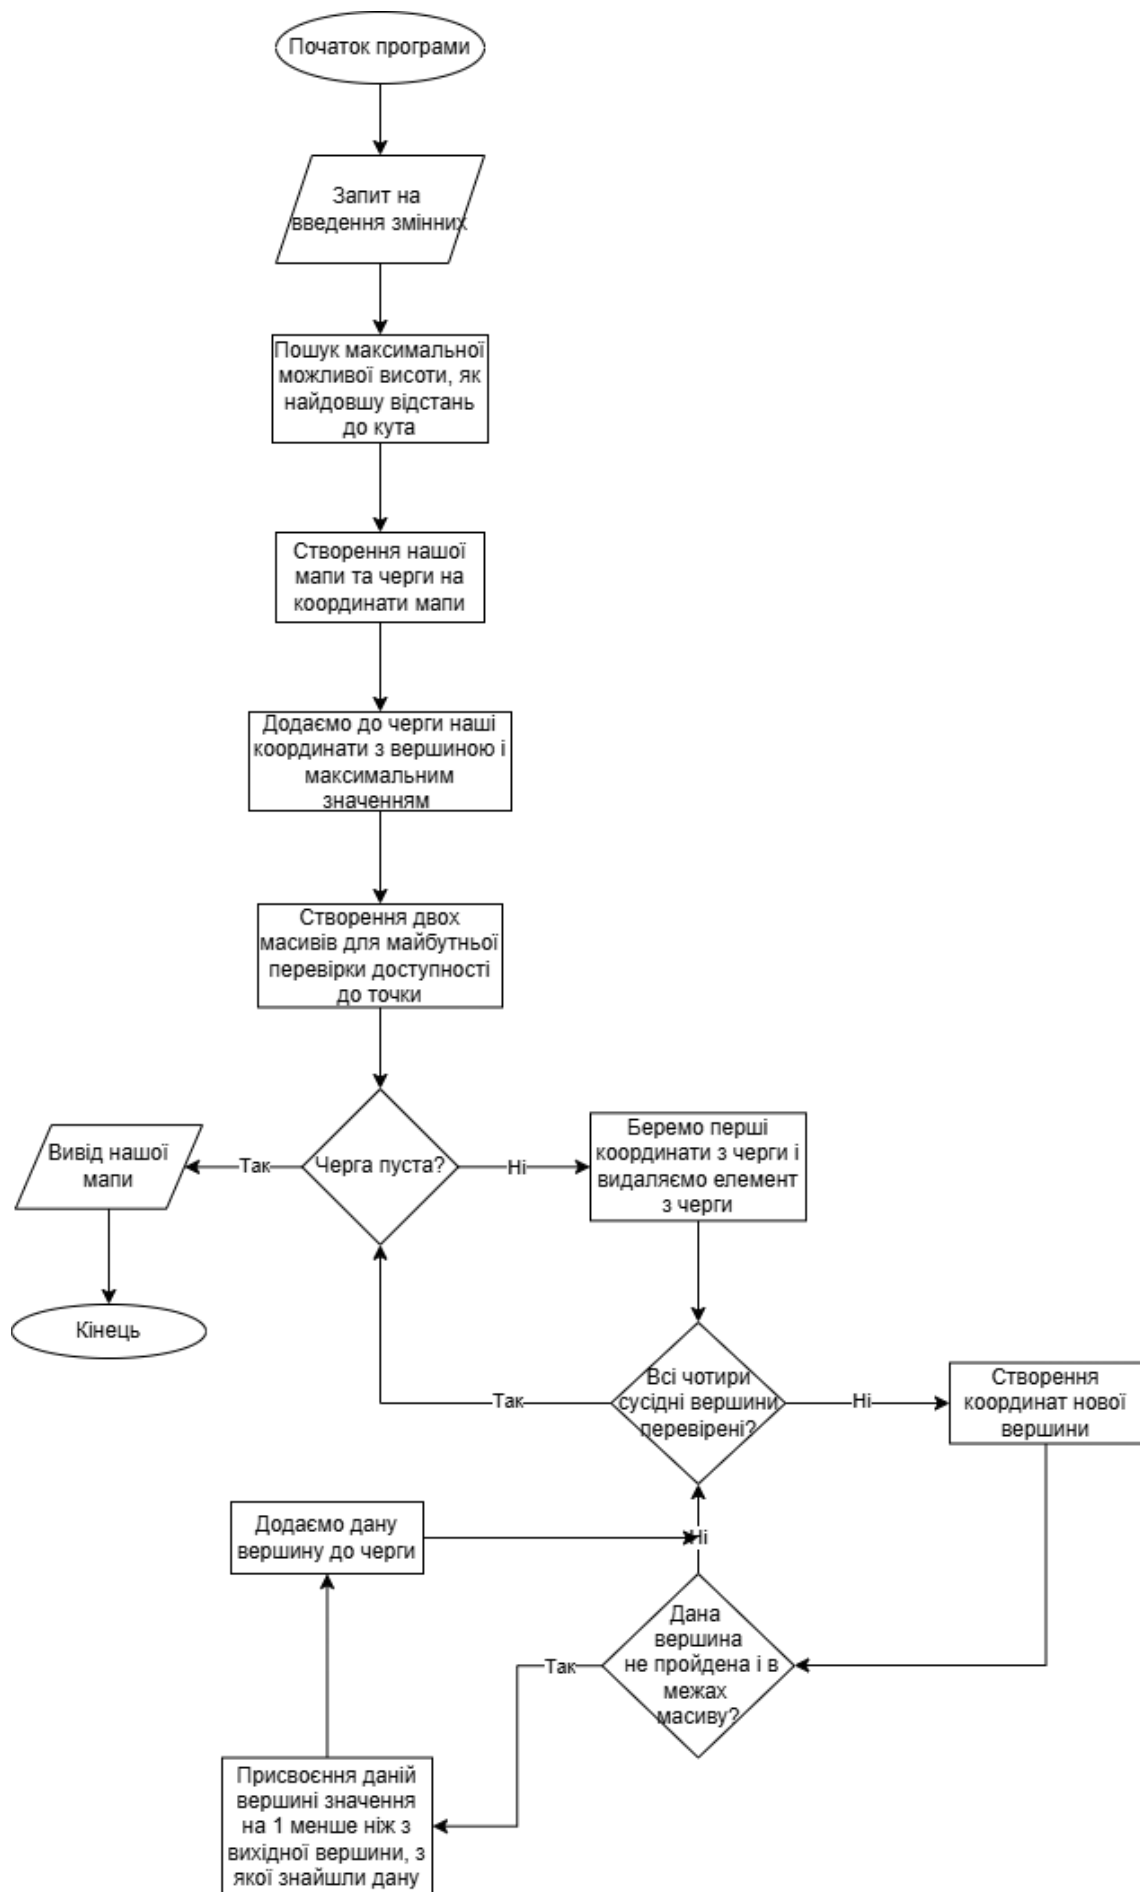 Початок програми
Запит на
введення змінних
Пошук максимальної
можливої висоти, як
найдовшу відстань
до кута
Створення нашої
мапи та черги на
координати мапи
Додаємо до черги наші
координати з вершиною і
максимальним
значенням
Створення двох
масивів для майбутньої
перевірки доступності
до точки
Черга пуста?
Так
Ні
Вивід нашої
мапи
Кінець
Беремо перші
координати з черги і
видаляємо елемент
з черги
Всі чотири
сусідні вершини
перевірені?
Так
Ні
Створення
координат нової
вершини
Дана
вершина
не пройдена і в
межах
масиву?
Ні
Так
Присвоєння даній
вершині значення
на 1 менше ніж з
вихідної вершини, з
якої знайшли дану
Додаємо дану
вершину до черги